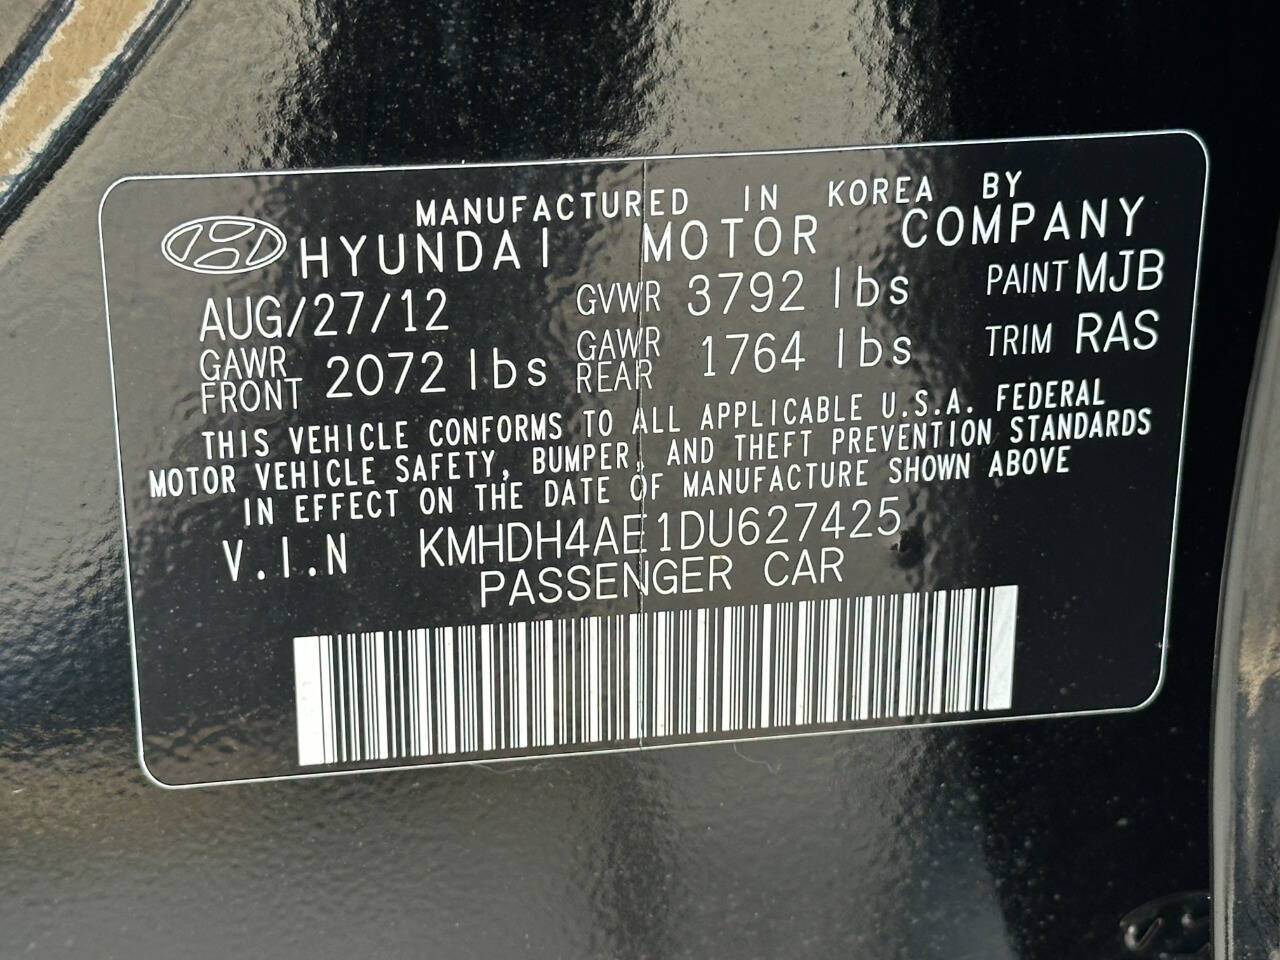 MANUFACTURED IN KOREA BY
HYUNDAI MOTOR COMPANY
AUG/27/12 GVWR 3792 lbs PAINT MJB
GAWR FRONT 2072 lbs GAWR REAR 1764 lbs TRIM RAS
THIS VEHICLE CONFORMS TO ALL APPLICABLE U.S.A. FEDERAL
MOTOR VEHICLE SAFETY, BUMPER, AND THEFT PREVENTION STANDARDS
IN EFFECT ON THE DATE OF MANUFACTURE SHOWN ABOVE
V.I.N KMHDH4AE1DU627425
PASSENGER CAR